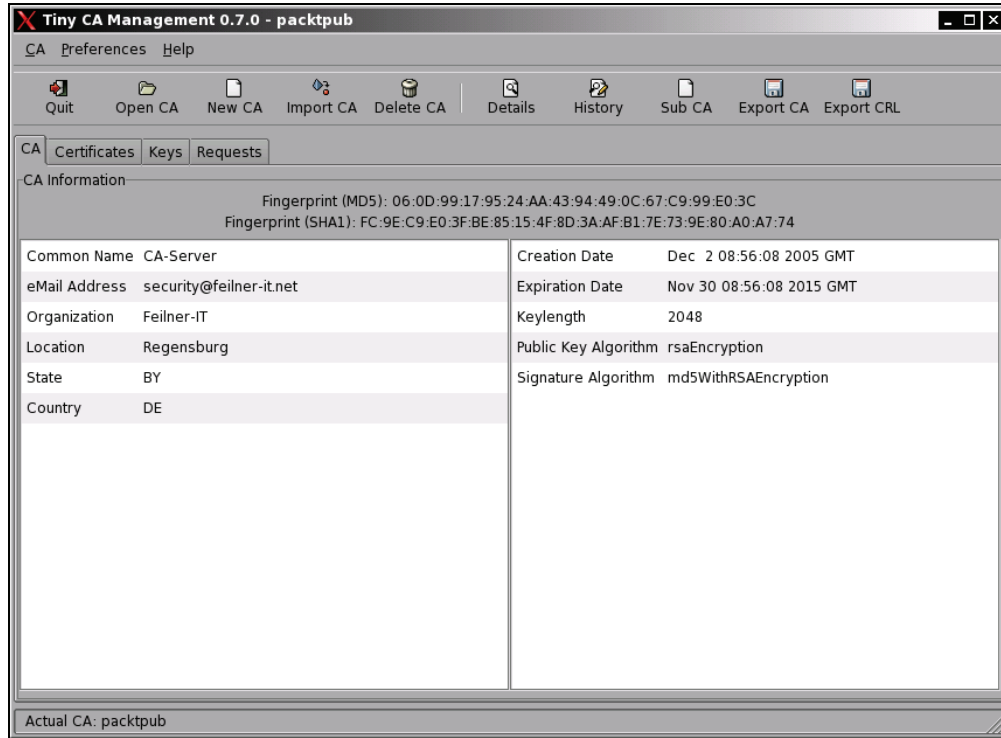 Tiny CA Management 0.7.0 - packtpub
CA Preferences Help
Quit Open CA New CA Import CA Delete CA Details History Sub CA Export CA Export CRL
CA Certificates Keys Requests
CA Information
Fingerprint (MD5): 06:0D:99:17:95:24:AA:43:94:49:0C:67:C9:99:E0:3C
Fingerprint (SHA1): FC:9E:C9:E0:3F:BE:85:15:4F:8D:3A:AF:B1:7E:73:9E:80:A0:A7:74
Common Name CA-Server
eMail Address security@feilner-it.net
Organization Feilner-IT
Location Regensburg
State BY
Country DE
Creation Date Dec 2 08:56:08 2005 GMT
Expiration Date Nov 30 08:56:08 2015 GMT
Keylength 2048
Public Key Algorithm rsaEncryption
Signature Algorithm md5WithRSAEncryption
Actual CA: packtpub